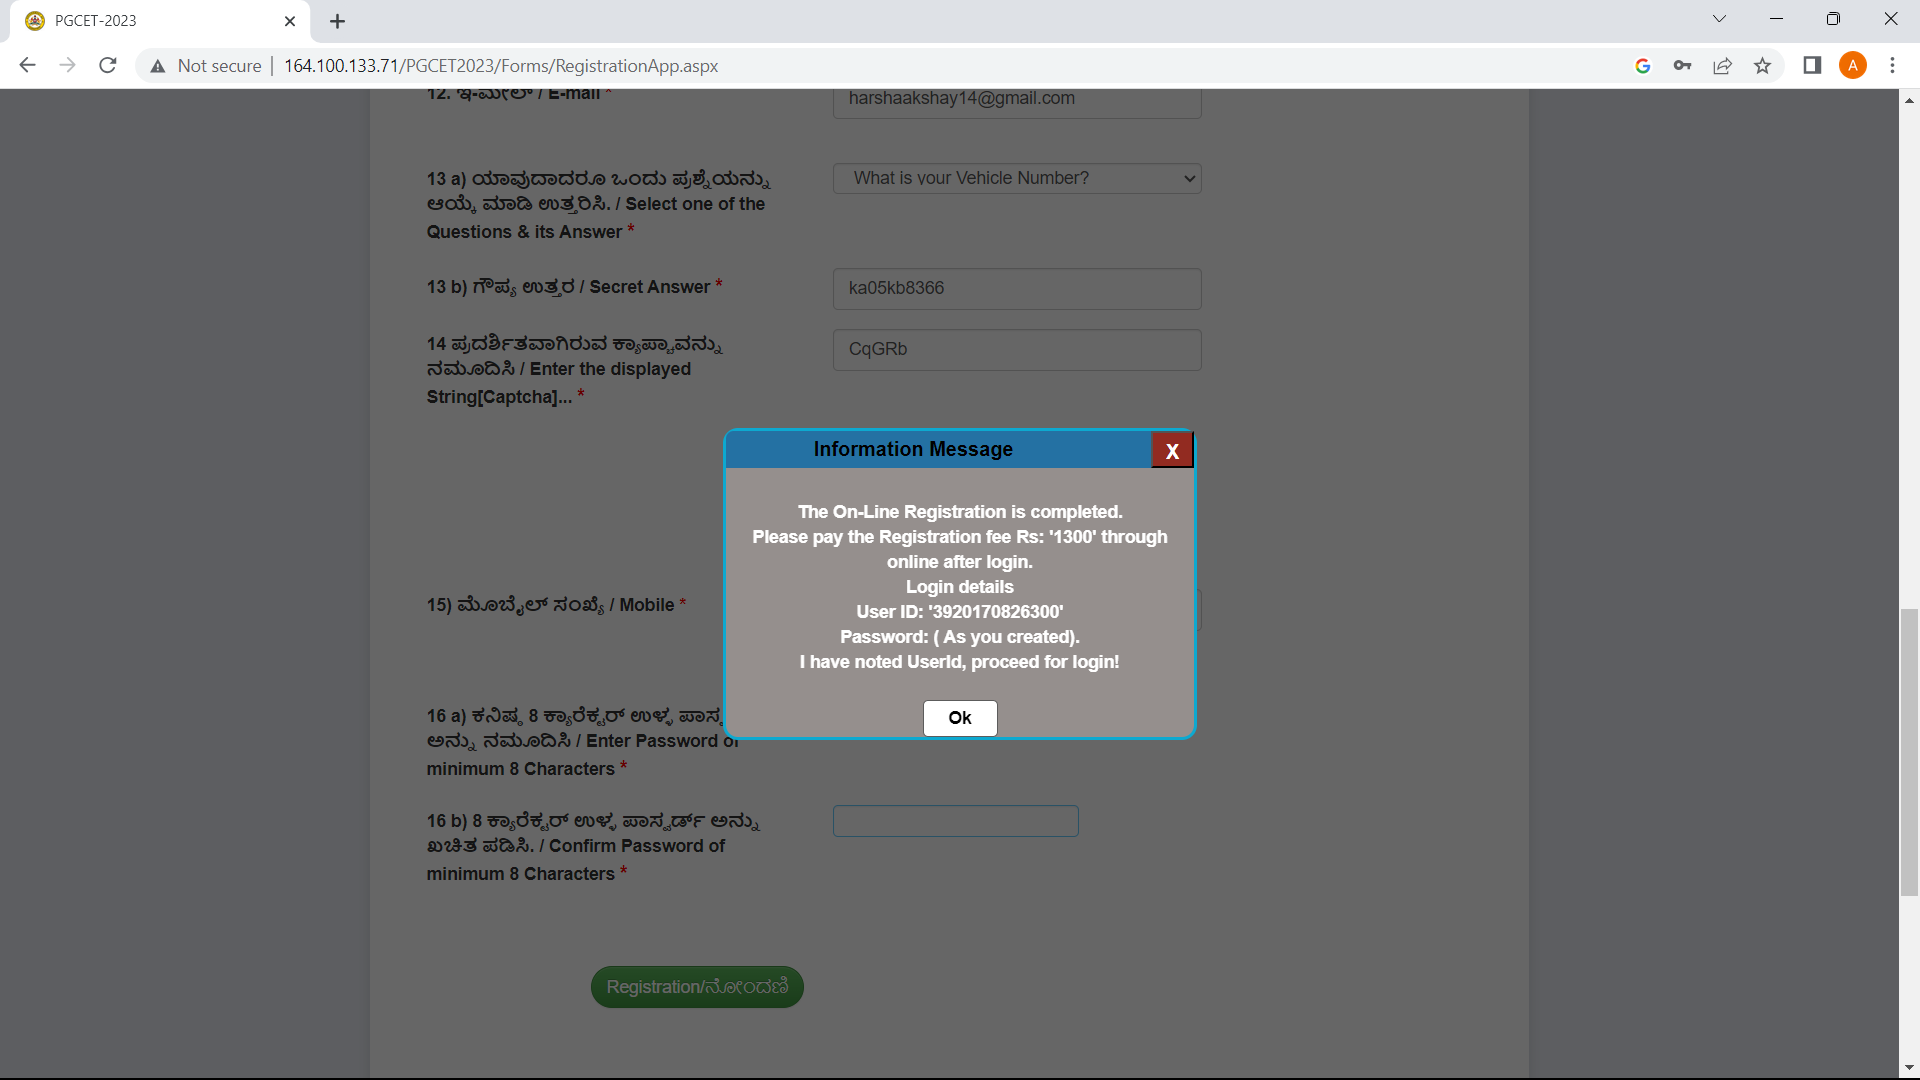 PGCET-2023
Not secure
164.100.133.71/PGCET2023/Forms/RegistrationApp.aspx
A
12. ಇ-ಮೇಲ್ / E-mail *
harshaakshay14@gmail.com
13 a) ಯಾವುದಾದರೂ ಒಂದು ಪ್ರಶ್ನೆಯನ್ನು
ಆಯ್ಕೆ ಮಾಡಿ ಉತ್ತರಿಸಿ. / Select one of the
Questions & its Answer *
What is your Vehicle Number?
13 b) ಗೌಪ್ಯ ಉತ್ತರ / Secret Answer *
ka05kb8366
14 ಪ್ರದರ್ಶಿತವಾಗಿರುವ ಕ್ಯಾಪ್ಚಾವನ್ನು
ನಮೂದಿಸಿ / Enter the displayed
String[Captcha]... *
CqGRb
Information Message
X
The On-Line Registration is completed.
Please pay the Registration fee Rs: '1300' through
online after login.
Login details
User ID: '3920170826300'
Password: ( As you created).
I have noted UserId, proceed for login!
Ok
15) ಮೊಬೈಲ್ ಸಂಖ್ಯೆ / Mobile *
16 a) ಕನಿಷ್ಠ 8 ಕ್ಯಾರೆಕ್ಟರ್ ಉಳ್ಳ
ಅನ್ನು ನಮೂದಿಸಿ / Enter Password of
minimum 8 Characters *
16 b) 8 ಕ್ಯಾರೆಕ್ಟರ್ ಉಳ್ಳ ಪಾಸ್ವರ್ಡ್ ಅನ್ನು
ಖಚಿತ ಪಡಿಸಿ. / Confirm Password of
minimum 8 Characters *
Registration/ನೋಂದಣಿ